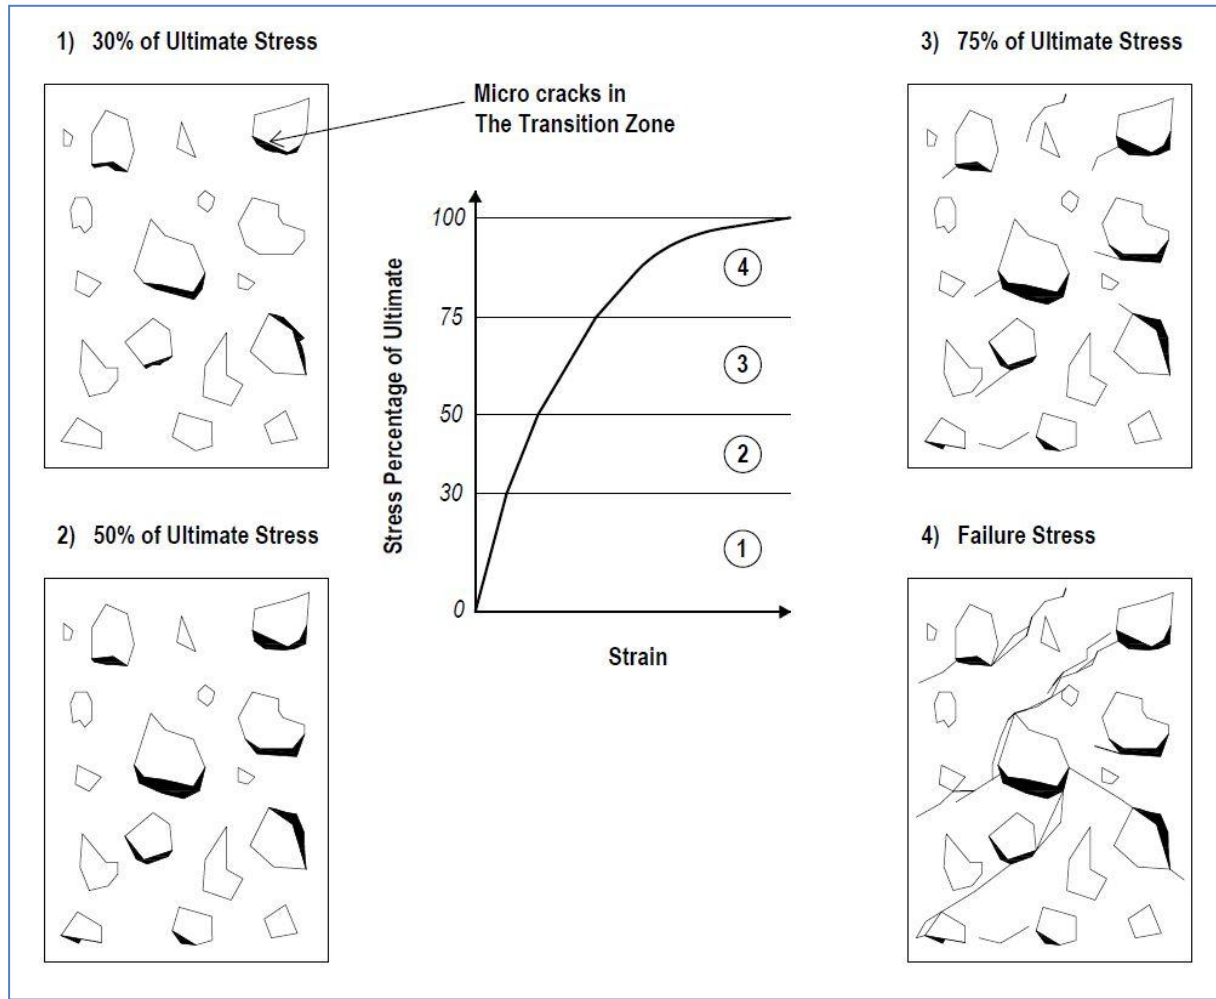 1) 30% of Ultimate Stress
3) 75% of Ultimate Stress
Micro cracks in
The Transition Zone
Stress Percentage of Ultimate
100
75
50
30
0
4
3
2
1
Strain
2) 50% of Ultimate Stress
4) Failure Stress